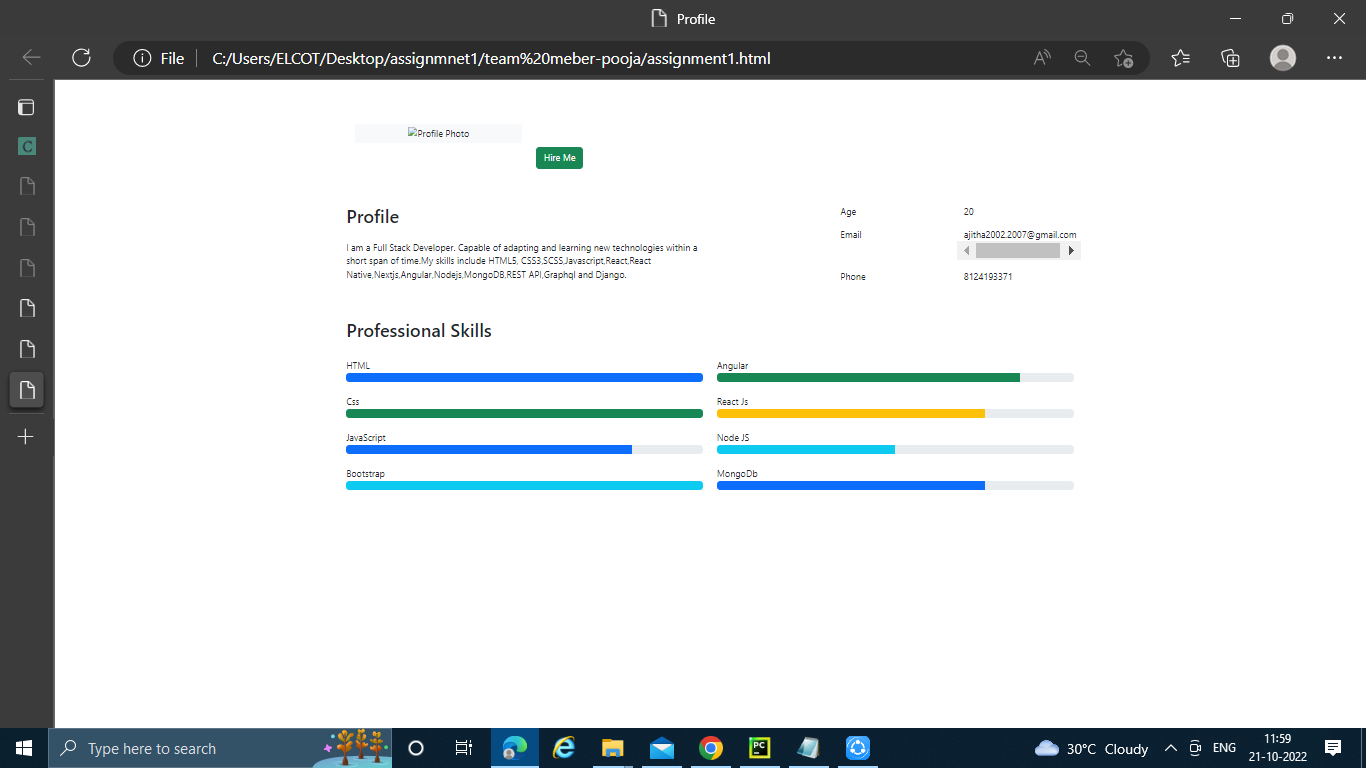 Profile
File
C:/Users/ELCOT/Desktop/assignmnet1/team%20meber-pooja/assignment1.html
C
Profile Photo
Hire Me
Profile
I am a Full Stack Developer. Capable of adapting and learning new technologies within a
short span of time.My skills include HTML5, CSS3,SCSS,Javascript,React,React
Native,Nextjs,Angular,Nodejs,MongoDB,REST API,Graphql and Django.
Age 20
Email ajitha2002.2007@gmail.com
Phone 8124193371
Professional Skills
HTML
Css
JavaScript
Bootstrap
Angular
React Js
Node JS
MongoDb
Type here to search
PC
30°C Cloudy
ENG
11:59
21-10-2022